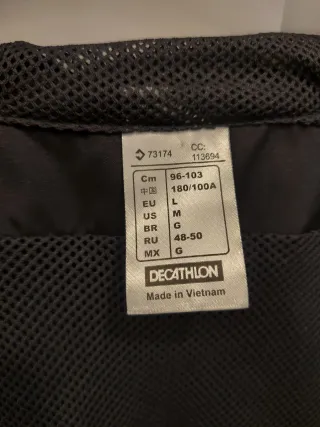 73174 CC: 113694
Cm 96-103
中国 180/100A
EU L
US M
BR G
RU 48-50
MX G
DECATHLON
Made in Vietnam